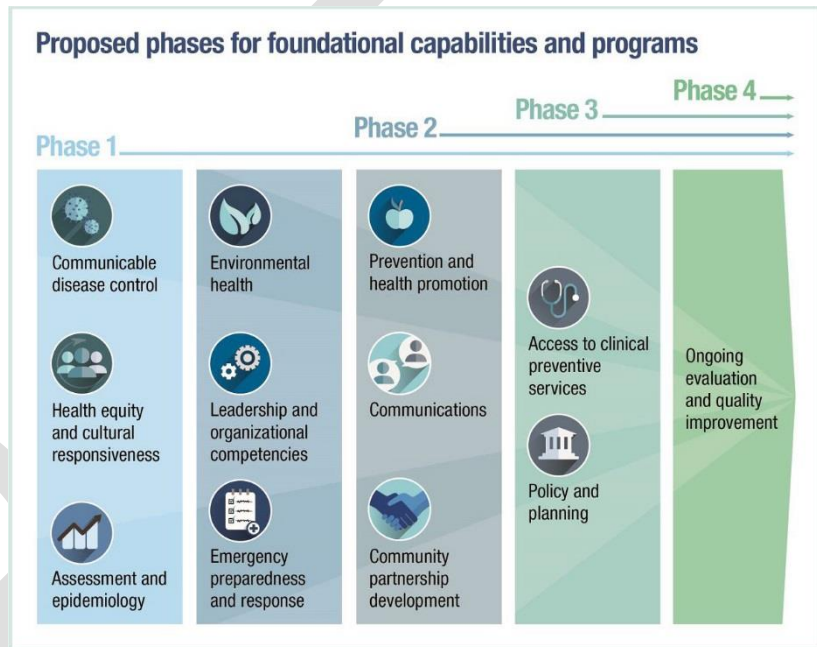 Proposed phases for foundational capabilities and programs
Phase 1
Phase 2
Phase 3
Phase 4
Communicable
disease control
Health equity
and cultural
responsiveness
Assessment and
epidemiology
Environmental
health
Leadership and
organizational
competencies
Emergency
preparedness
and response
Prevention and
health promotion
Communications
Community
partnership
development
Access to clinical
preventive
services
Policy and
planning
Ongoing
evaluation
and quality
improvement